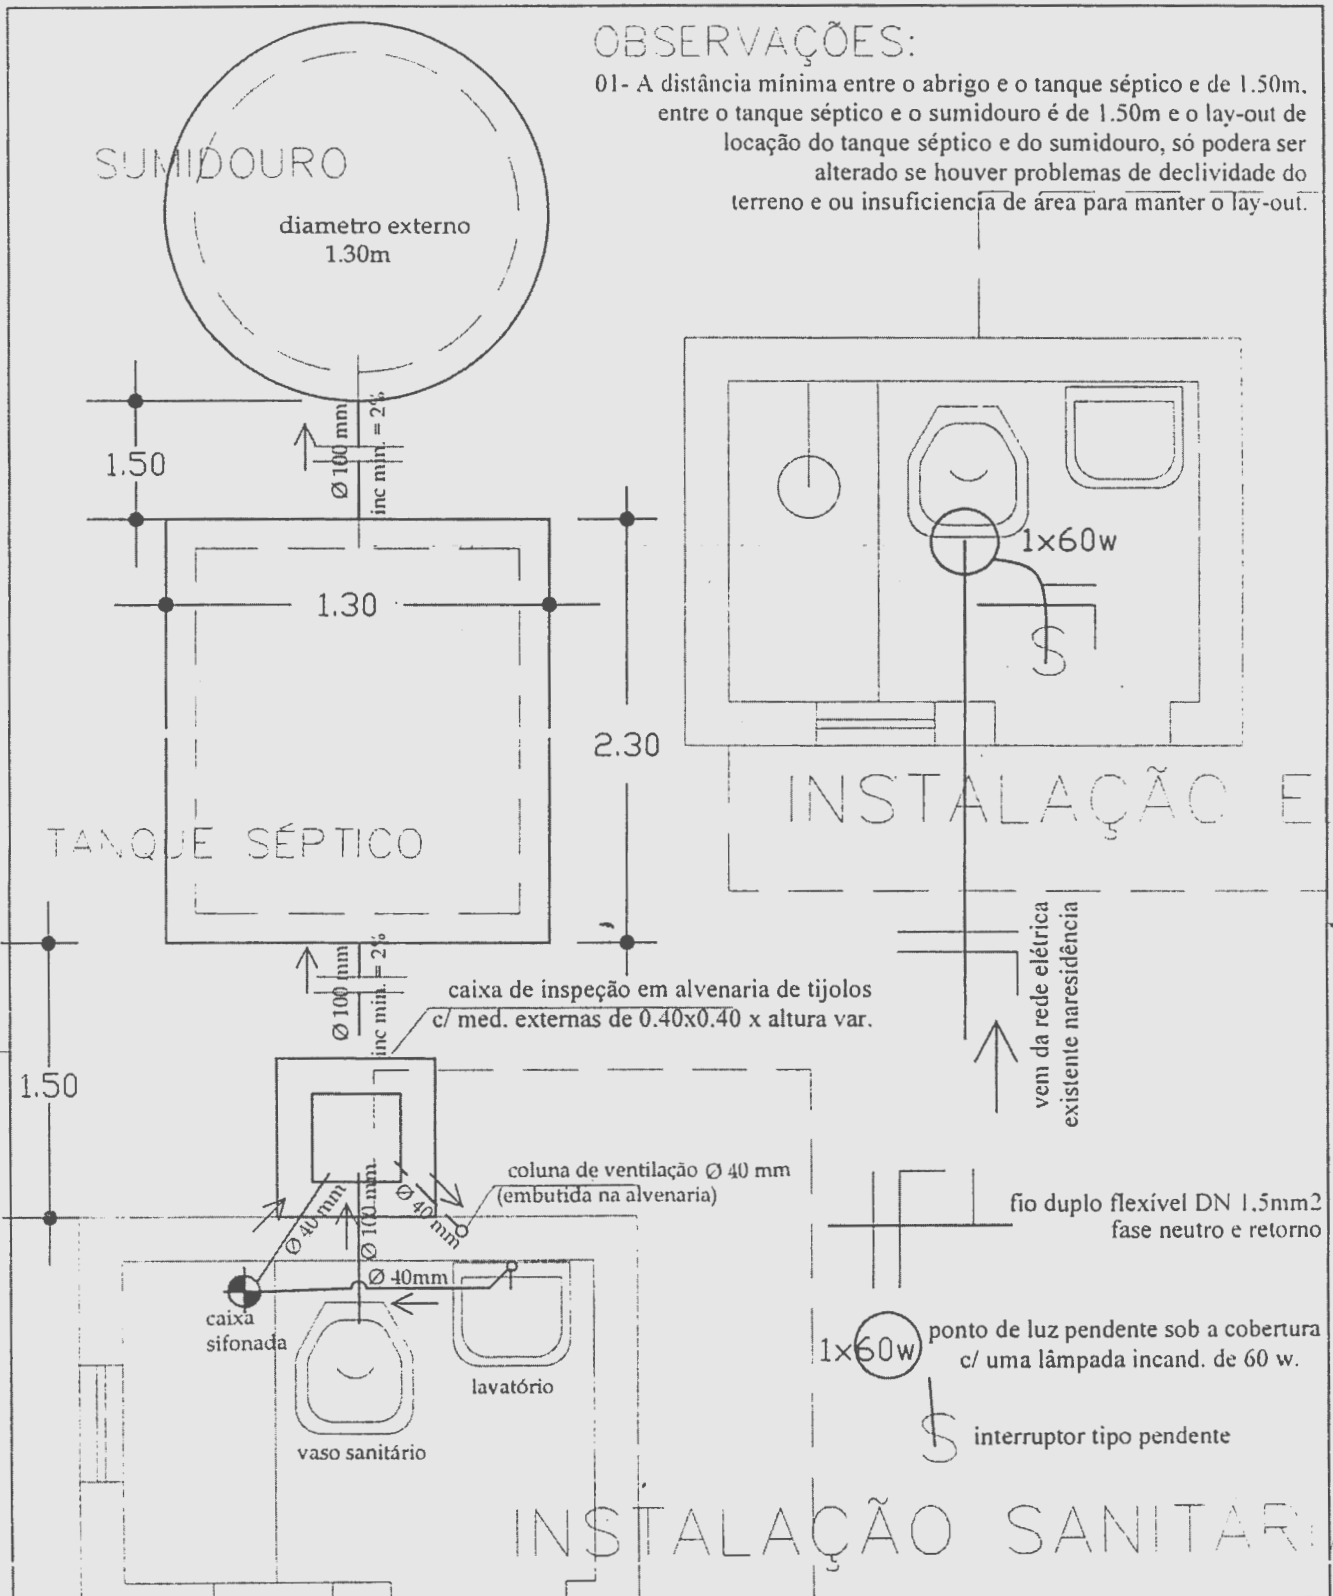 OBSERVAÇÕES:
01- A distância mínima entre o abrigo e o tanque séptico e de 1.50m,
entre o tanque séptico e o sumidouro é de 1.50m e o lay-out de
locação do tanque séptico e do sumidouro, só podera ser
alterado se houver problemas de declividade do
terreno e ou insuficiencia de área para manter o lay-out.
SUMIDOURO
diametro externo
1.30m
1.50
Ø 100 mm
inc min. = 2%
1.30
2.30
TANQUE SÉPTICO
1x60w
S
INSTALAÇÃO E
vem da rede elétrica
existente naresidência
Ø 100 mm
inc min. = 2%
caixa de inspeção em alvenaria de tijolos
c/ med. externas de 0.40x0.40 x altura var.
1.50
coluna de ventilação Ø 40 mm
(embutida na alvenaria)
Ø 40 mm
Ø 100 mm
Ø 40 mm
Ø 40mm
caixa
sifonada
lavatório
vaso sanitário
fio duplo flexível DN 1.5mm2
fase neutro e retorno
1x60w
ponto de luz pendente sob a cobertura
c/ uma lâmpada incand. de 60 w.
S
interruptor tipo pendente
INSTALAÇÃO SANITÁRI